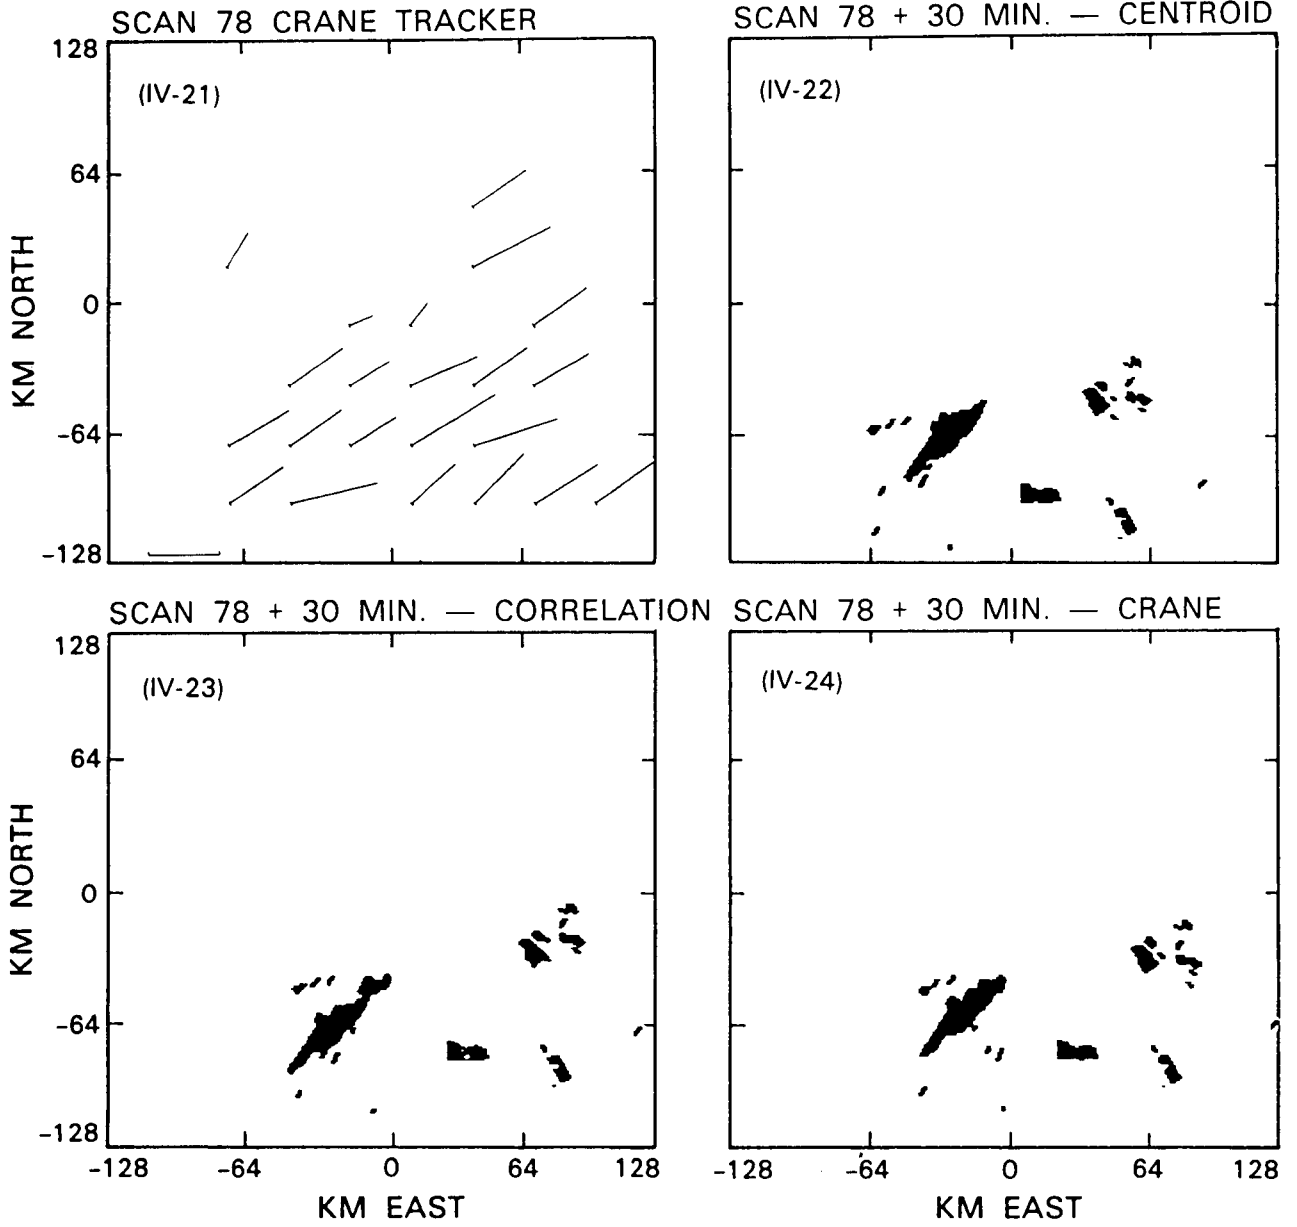 SCAN 78 CRANE TRACKER
SCAN 78 + 30 MIN. — CENTROID
128
(IV-21)
(IV-22)
64
0
-64
-128
KM NORTH
SCAN 78 + 30 MIN. — CORRELATION
SCAN 78 + 30 MIN. — CRANE
128
(IV-23)
(IV-24)
64
0
-64
-128
KM NORTH
-128 -64 0 64 128
-128 -64 0 64 128
KM EAST
KM EAST